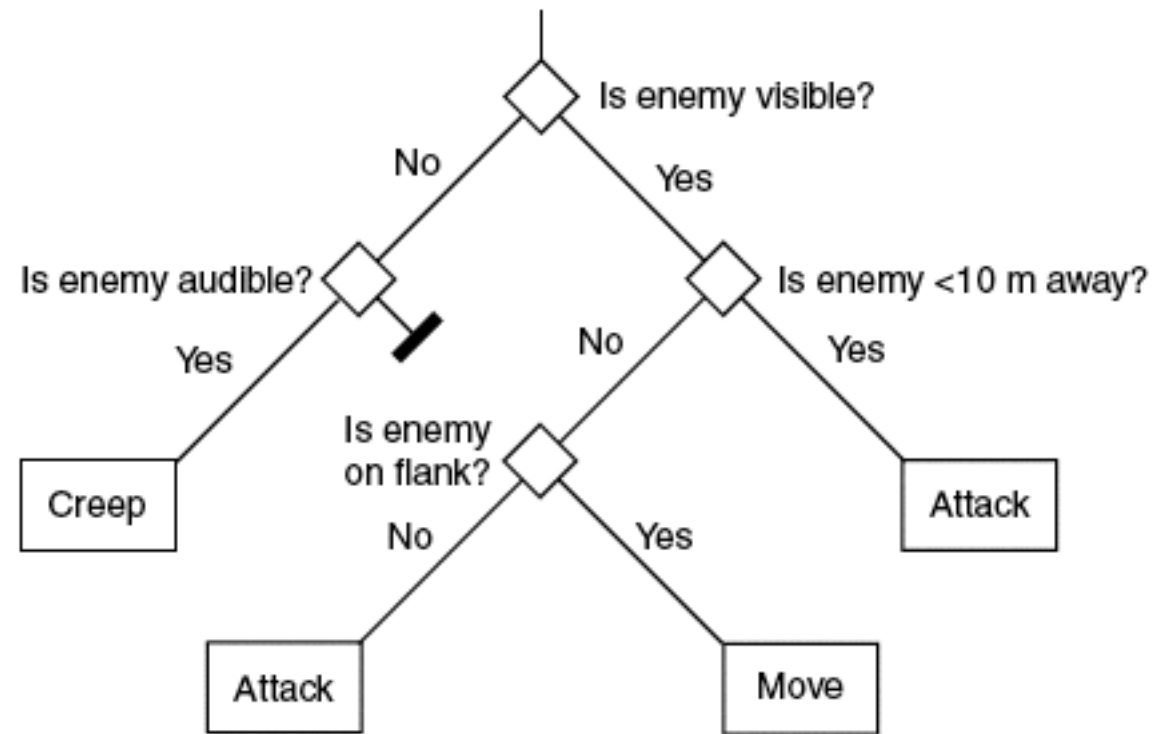 Is enemy visible?
No
Yes
Is enemy audible?
Is enemy <10 m away?
Yes
No
Yes
Is enemy
on flank?
Creep
Attack
No
Yes
Attack
Move